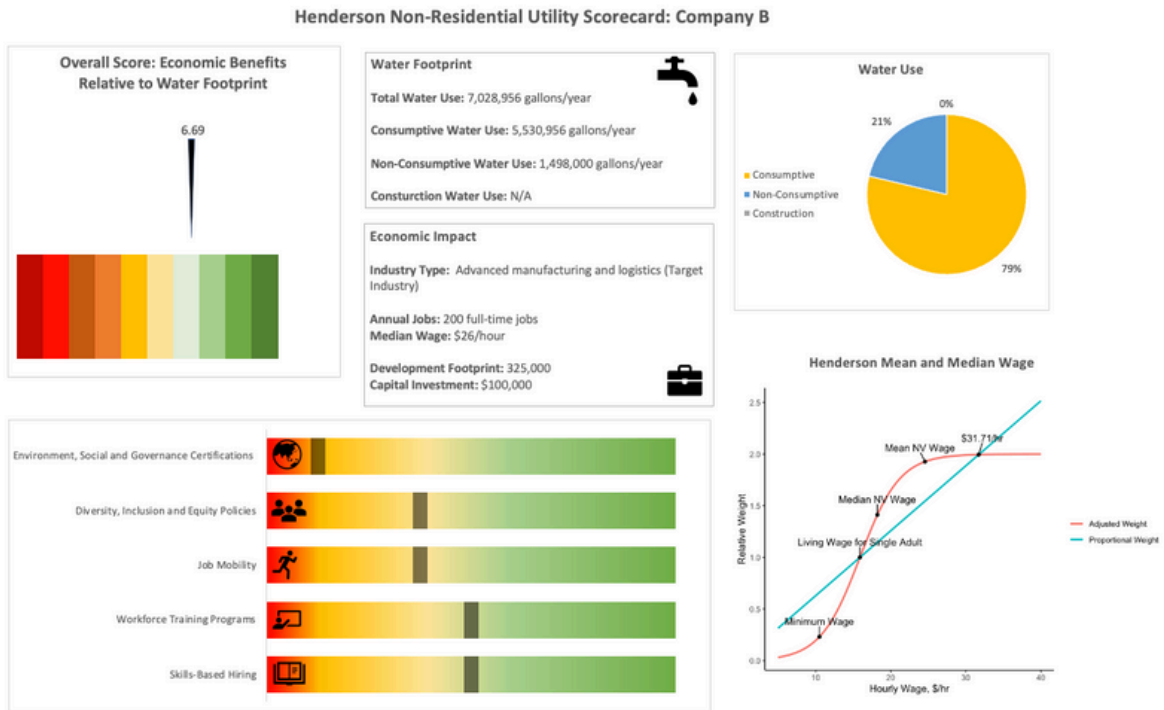 Henderson Non-Residential Utility Scorecard: Company B
Overall Score: Economic Benefits
Relative to Water Footprint
6.69
Water Footprint
Total Water Use: 7,028,956 gallons/year
Consumptive Water Use: 5,530,956 gallons/year
Non-Consumptive Water Use: 1,498,000 gallons/year
Consturction Water Use: N/A
Economic Impact
Industry Type: Advanced manufacturing and logistics (Target
Industry)
Annual Jobs: 200 full-time jobs
Median Wage: $26/hour
Development Footprint: 325,000
Capital Investment: $100,000
Water Use
0%
21%
Consumptive
Non-Consumptive
Construction
79%
Environment, Social and Governance Certifications
Diversity, Inclusion and Equity Policies
Job Mobility
Workforce Training Programs
Skills-Based Hiring
Henderson Mean and Median Wage
2.5
2.0
1.5
1.0
0.5
0.0
Relative Weight
$31.71/hr
Mean NV Wage
Median NV Wage
Living Wage for Single Adult
Minimum Wage
10
20
30
40
Hourly Wage, $/hr
Adjusted Weight
Proportional Weight